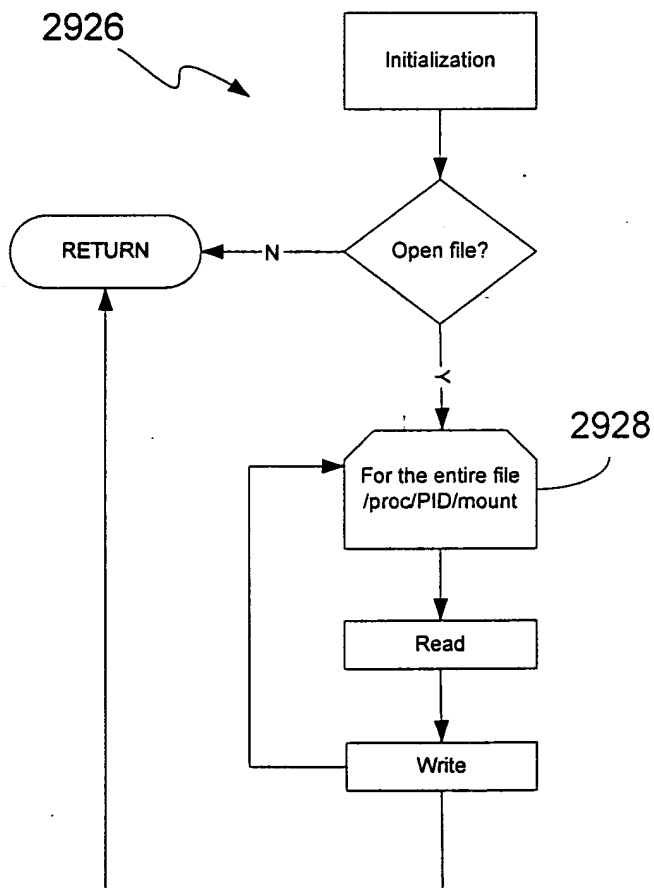 2926
Initialization
RETURN
N
Open file?
Y
2928
For the entire file
/proc/PID/mount
Read
Write